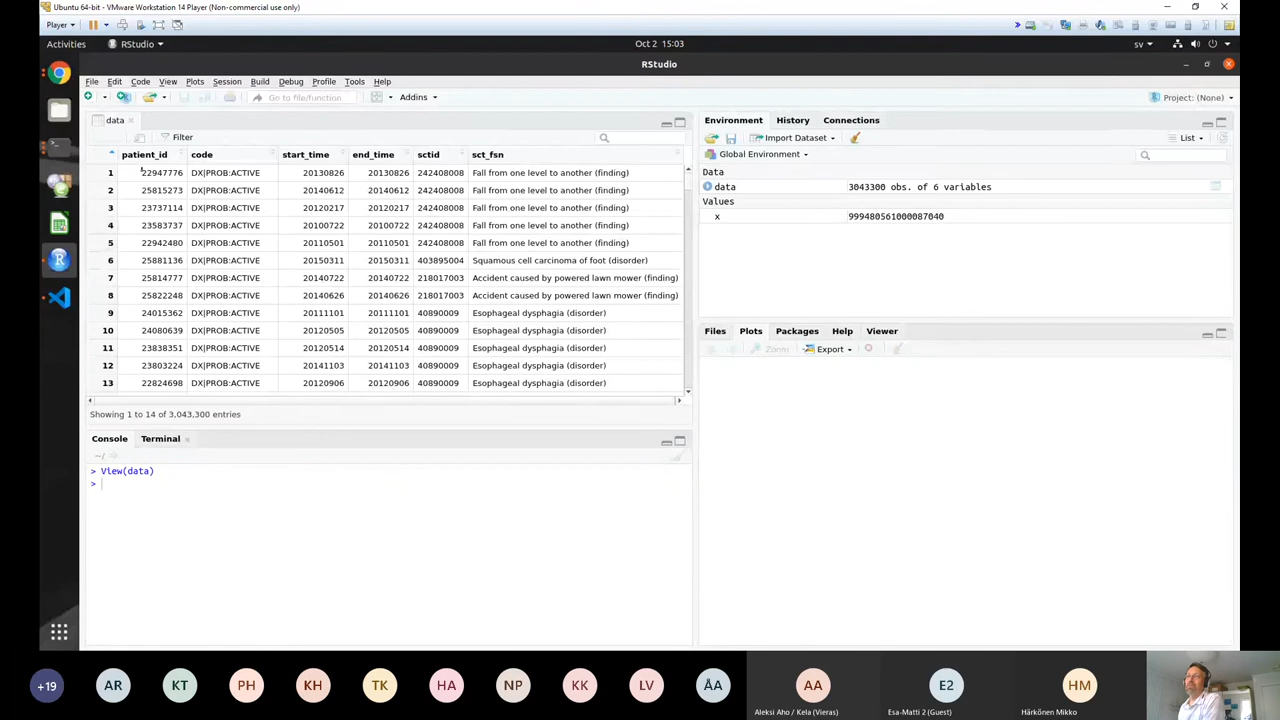 Ubuntu 64-bit - VMware Workstation 14 Player (Non-commercial use only)
Player
Activities RStudio Oct 2 15:03 sv
RStudio
File Edit Code View Plots Session Build Debug Profile Tools Help
Go to file/function Addins Project: (None)
data
Filter
patient_id code start_time end_time sctid sct_fsn
1 22947776 DX|PROB:ACTIVE 20130826 20130826 242408008 Fall from one level to another (finding)
2 25815273 DX|PROB:ACTIVE 20140612 20140612 242408008 Fall from one level to another (finding)
3 23737114 DX|PROB:ACTIVE 20120217 20120217 242408008 Fall from one level to another (finding)
4 23583737 DX|PROB:ACTIVE 20100722 20100722 242408008 Fall from one level to another (finding)
5 22942480 DX|PROB:ACTIVE 20110501 20110501 242408008 Fall from one level to another (finding)
6 25881136 DX|PROB:ACTIVE 20150311 20150311 403895004 Squamous cell carcinoma of foot (disorder)
7 25814777 DX|PROB:ACTIVE 20140722 20140722 218017003 Accident caused by powered lawn mower (finding)
8 25822248 DX|PROB:ACTIVE 20140626 20140626 218017003 Accident caused by powered lawn mower (finding)
9 24015362 DX|PROB:ACTIVE 20111101 20111101 40890009 Esophageal dysphagia (disorder)
10 24080639 DX|PROB:ACTIVE 20120505 20120505 40890009 Esophageal dysphagia (disorder)
11 23838351 DX|PROB:ACTIVE 20120514 20120514 40890009 Esophageal dysphagia (disorder)
12 23803224 DX|PROB:ACTIVE 20141103 20141103 40890009 Esophageal dysphagia (disorder)
13 22824698 DX|PROB:ACTIVE 20120906 20120906 40890009 Esophageal dysphagia (disorder)
Showing 1 to 14 of 3,043,300 entries
Console Terminal
~/
> View(data)
>
Environment History Connections
Import Dataset List
Global Environment
Data
data 3043300 obs. of 6 variables
Values
x 999480561000087040
Files Plots Packages Help Viewer
Zoom Export
+19 AR KT PH KH TK HA NP KK LV ÅA AA E2 HM
Aleksi Aho / Kela (Vieras) Esa-Matti 2 (Guest) Härkönen Mikko